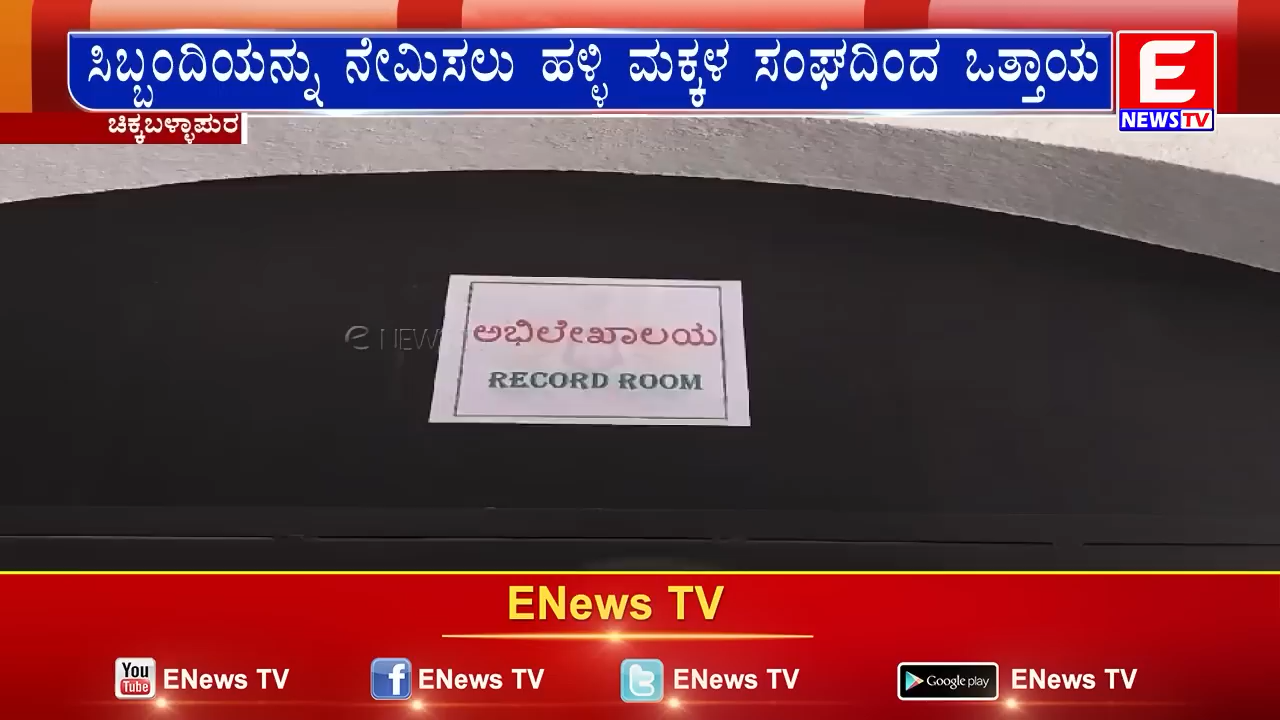 ಸಿಬ್ಬಂದಿಯನ್ನು ನೇಮಿಸಲು ಹಳ್ಳಿ ಮಕ್ಕಳ ಸಂಘದಿಂದ ಒತ್ತಾಯ
E
NEWSTV
ಚಿಕ್ಕಬಳ್ಳಾಪುರ
e NEWS
ಅಭಿಲೇಖಾಲಯ
RECORD ROOM
ENews TV
You Tube ENews TV
f ENews TV
t ENews TV
Google play ENews TV